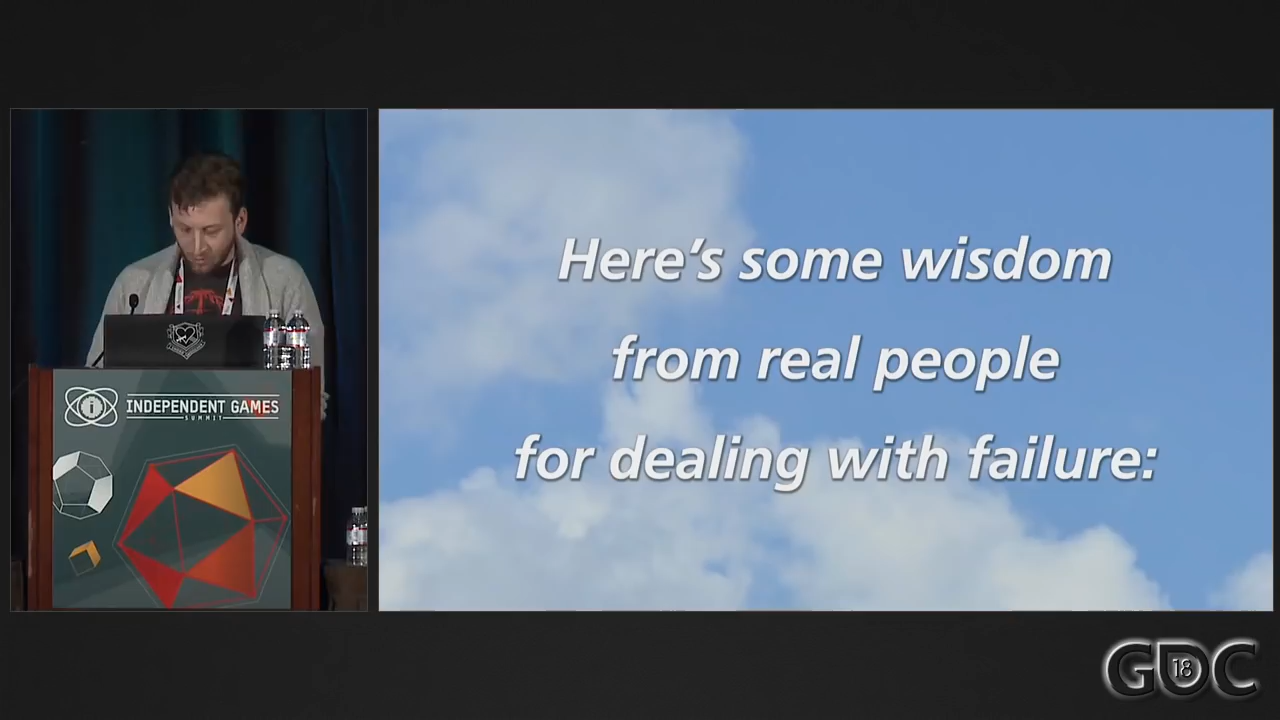 Here's some wisdom
from real people
for dealing with failure:
INDEPENDENT GAMES
SUMMIT
GDC
18